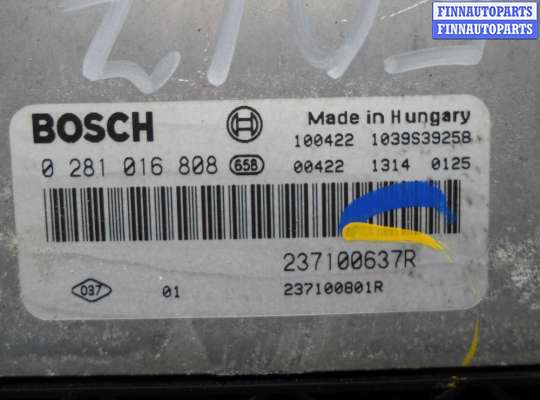 FINNAUTOPARTS
FINNAUTOPARTS
BOSCH
Made in Hungary
100422 1039S39258
0 281 016 808 658
00422 1314 0125
237100637R
037 01 237100801R